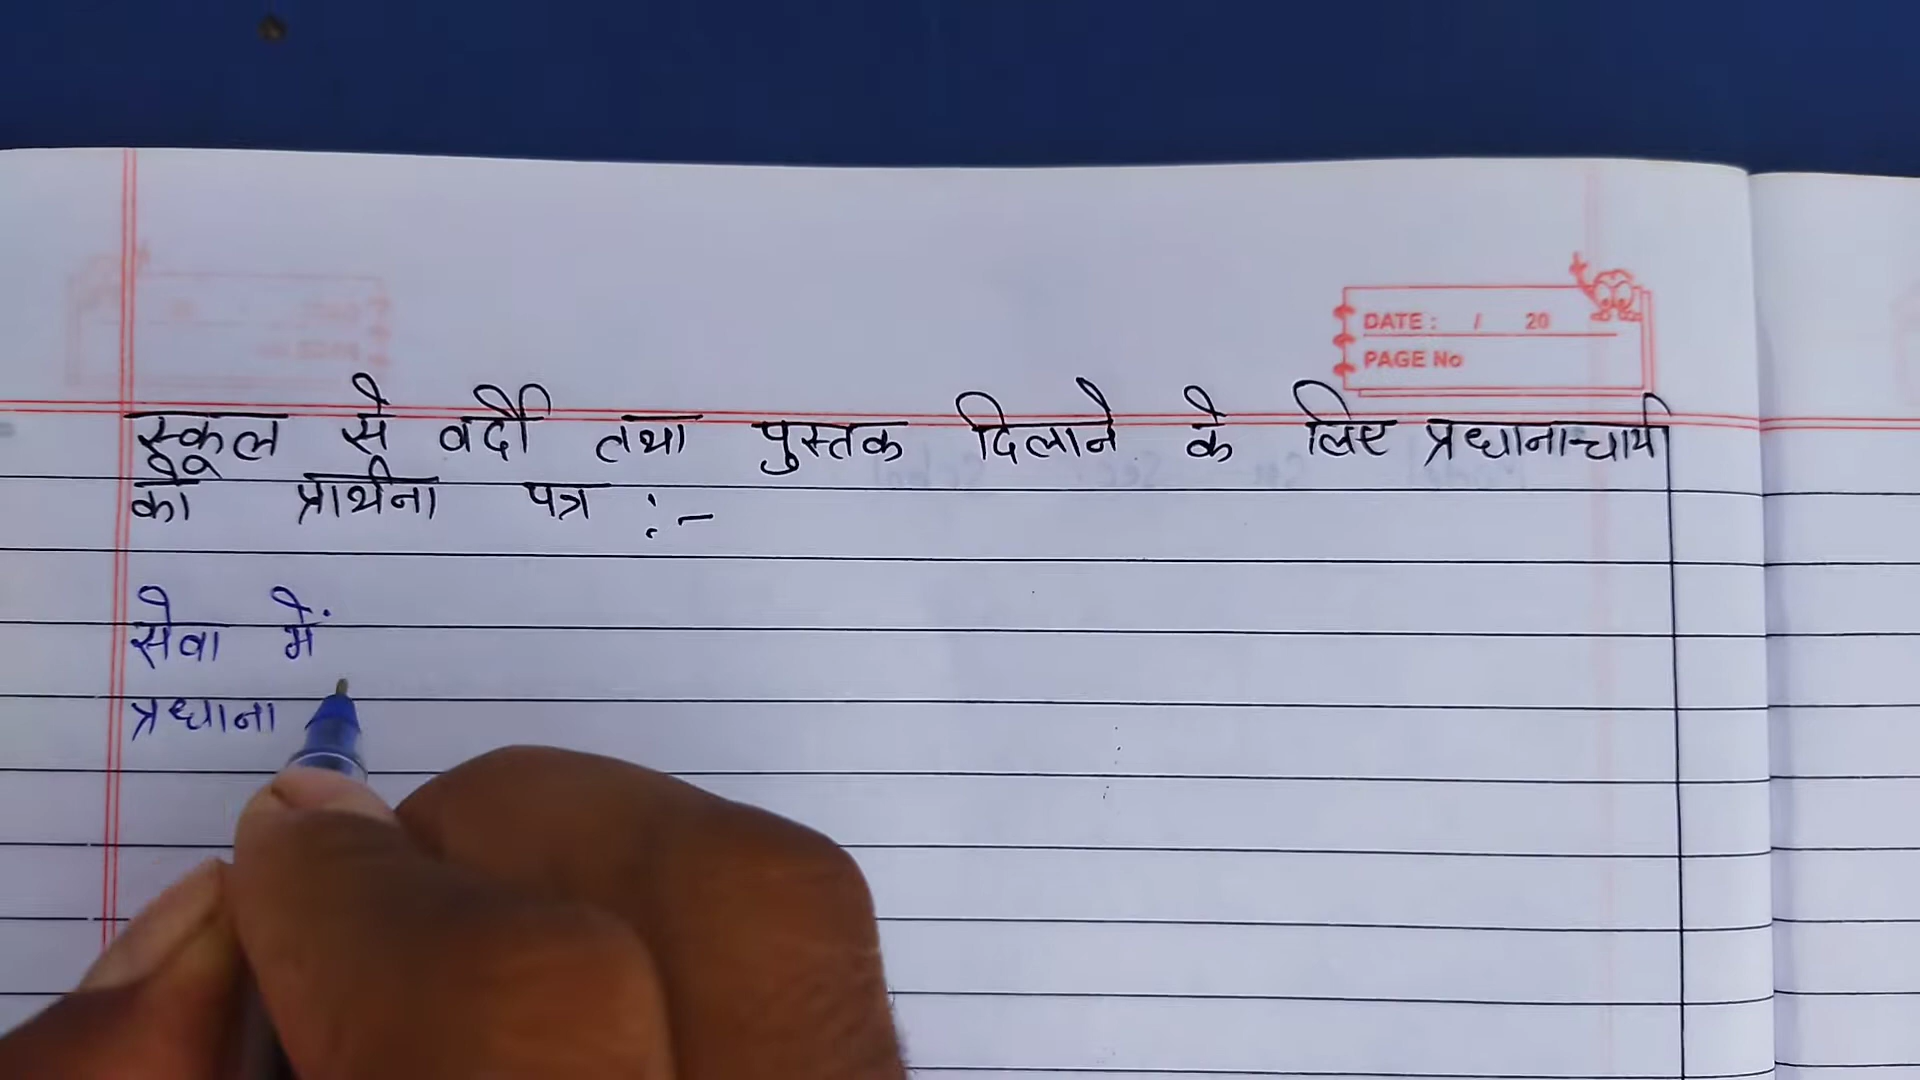 DATE : / 20
PAGE No
स्कूल से वर्दी तथा पुस्तक दिलाने के लिए प्रधानाचार्य
को प्रार्थना पत्र :-
सेवा में
प्रधाना